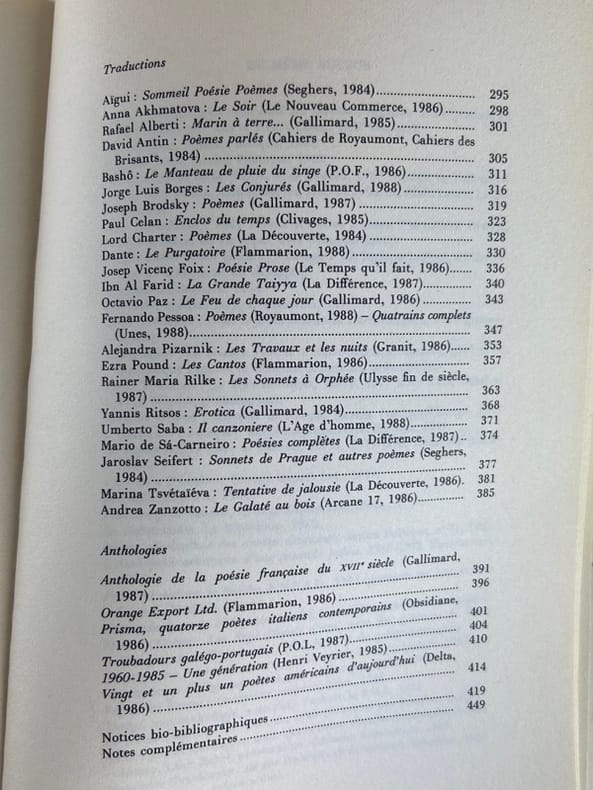 Traductions
Aïgui : Sommeil Poésie Poèmes (Seghers, 1984)........................ 295
Anna Akhmatova : Le Soir (Le Nouveau Commerce, 1986)........ 298
Rafael Alberti : Marin à terre... (Gallimard, 1985)................... 301
David Antin : Poèmes parlés (Cahiers de Royaumont, Cahiers des
Brisants, 1984) ................................................................. 305
Bashô : Le Manteau de pluie du singe (P.O.F., 1986)................ 311
Jorge Luis Borges : Les Conjurés (Gallimard, 1988).................. 316
Joseph Brodsky : Poèmes (Gallimard, 1987) ............................ 319
Paul Celan : Enclos du temps (Clivages, 1985).......................... 323
Lord Charter : Poèmes (La Découverte, 1984) ......................... 328
Dante : Le Purgatoire (Flammarion, 1988).............................. 330
Josep Vicenç Foix : Poésie Prose (Le Temps qu'il fait, 1986)....... 336
Ibn Al Farid : La Grande Taiyya (La Différence, 1987)............. 340
Octavio Paz : Le Feu de chaque jour (Gallimard, 1986) ............ 343
Fernando Pessoa : Poèmes (Royaumont, 1988) – Quatrains complets
(Unes, 1988)..................................................................... 347
Alejandra Pizarnik : Les Travaux et les nuits (Granit, 1986)...... 353
Ezra Pound : Les Cantos (Flammarion, 1986)........................... 357
Rainer Maria Rilke : Les Sonnets à Orphée (Ulysse fin de siècle,
1987) ................................................................................ 363
Yannis Ritsos : Erotica (Gallimard, 1984)................................ 368
Umberto Saba : Il canzoniere (L'Age d'homme, 1988).............. 371
Mario de Sá-Carneiro : Poésies complètes (La Différence, 1987).. 374
Jaroslav Seifert : Sonnets de Prague et autres poèmes (Seghers,
1984) ................................................................................ 377
Marina Tsvétaïéva : Tentative de jalousie (La Découverte, 1986). 381
Andrea Zanzotto : Le Galaté au bois (Arcane 17, 1986)............. 385
Anthologies
Anthologie de la poésie française du XVIIe siècle (Gallimard,
1987) ................................................................................ 391
Orange Export Ltd. (Flammarion, 1986) ................................. 396
Prisma, quatorze poètes italiens contemporains (Obsidiane,
1986) ................................................................................ 401
Troubadours galégo-portugais (P.O.L, 1987)............................. 404
1960-1985 – Une génération (Henri Veyrier, 1985)................... 410
Vingt et un plus un poètes américains d'aujourd'hui (Delta,
1986) ................................................................................ 414
Notices bio-bibliographiques................................................... 419
Notes complémentaires ........................................................... 449